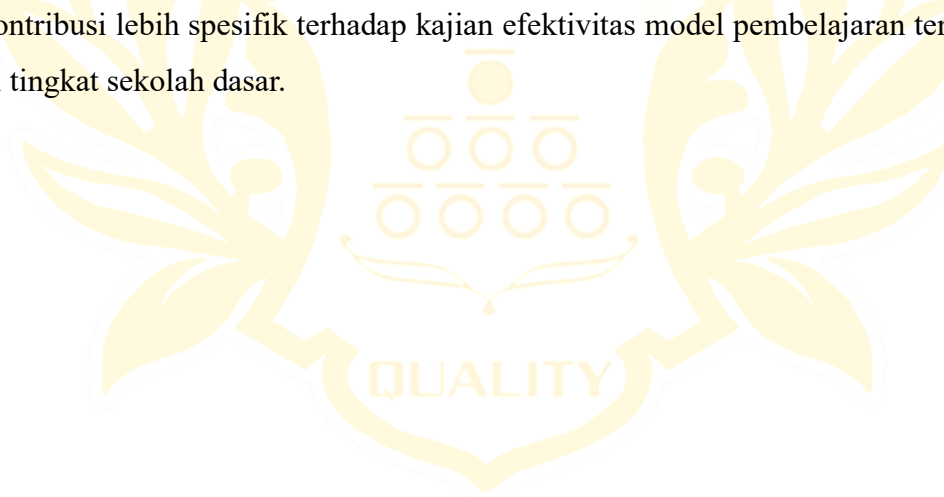 ontribusi lebih spesifik terhadap kajian efektivitas model pembelajaran ter
tingkat sekolah dasar.
QUALITY